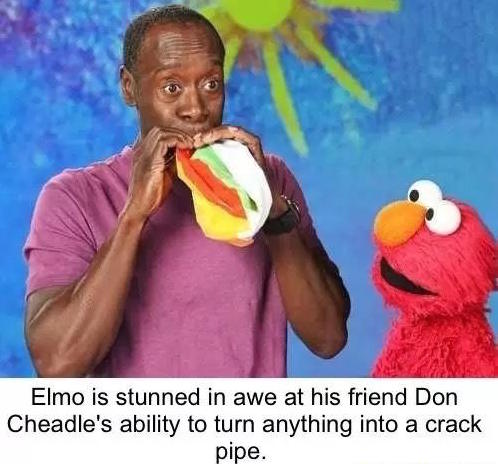 Elmo is stunned in awe at his friend Don
Cheadle's ability to turn anything into a crack
pipe.